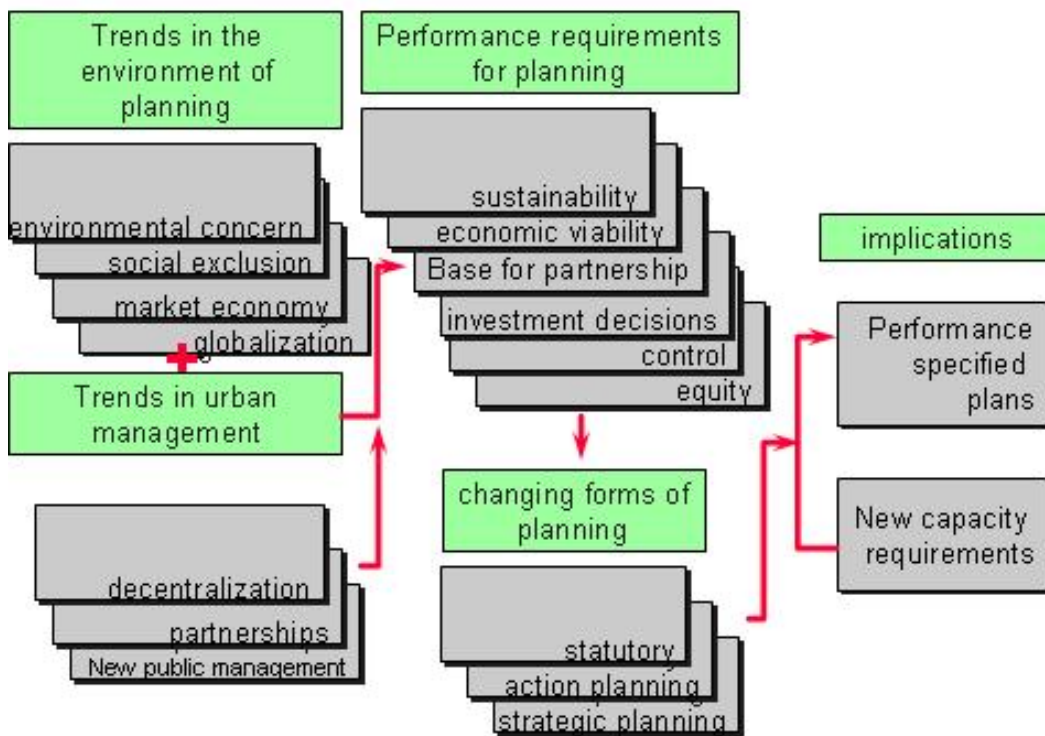 Trends in the
environment of
planning
environmental concern
social exclusion
market economy
globalization
Trends in urban
management
decentralization
partnerships
New public management
Performance requirements
for planning
sustainability
economic viability
Base for partnership
investment decisions
control
equity
changing forms of
planning
statutory
action planning
strategic planning
implications
Performance
specified
plans
New capacity
requirements